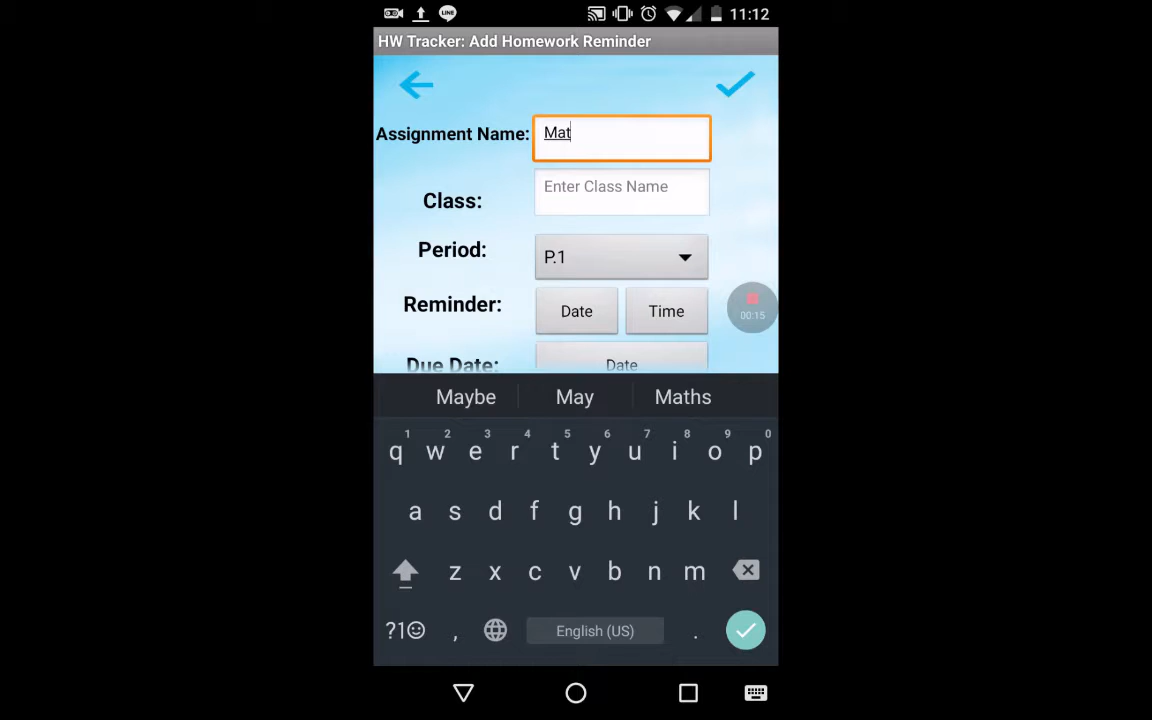 LINE 11:12
HW Tracker: Add Homework Reminder
Assignment Name: Mat
Class: Enter Class Name
Period: P.1
Reminder: Date Time
00:15
Due Date: Date
Maybe May Maths
1 2 3 4 5 6 7 8 9 0
q w e r t y u i o p
a s d f g h j k l
z x c v b n m
?1 , English (US) .